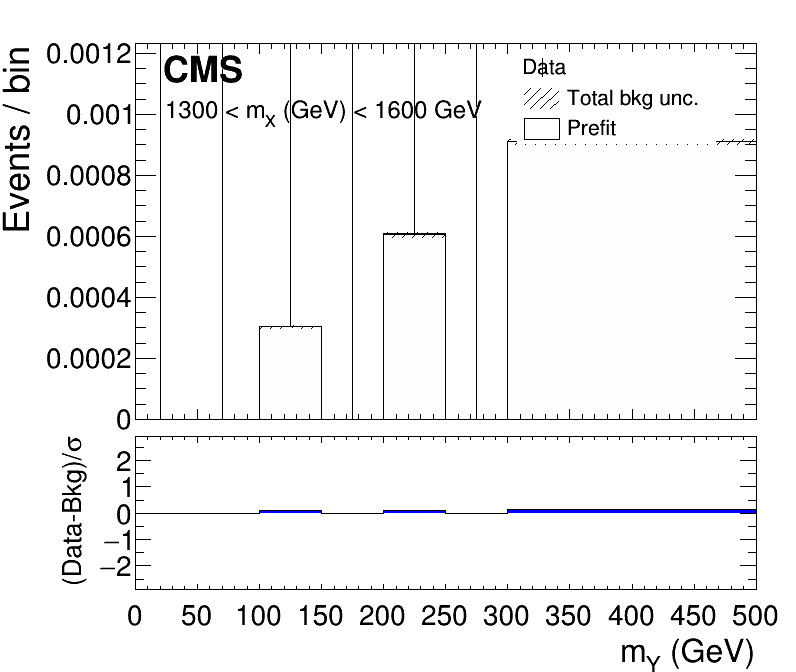 Events / bin
0.0012
0.001
0.0008
0.0006
0.0004
0.0002
0
CMS
1300 < mX (GeV) < 1600 GeV
Data
Total bkg unc.
Prefit
(Data-Bkg)/σ
2
1
0
−1
−2
0 50 100 150 200 250 300 350 400 450 500
mY (GeV)